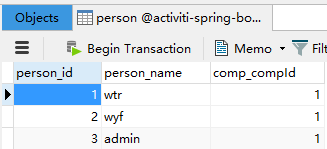 Objects person @activiti-spring-bo...
Begin Transaction Memo Filt
person_id person_name comp_compId
1 wtr 1
2 wyf 1
3 admin 1